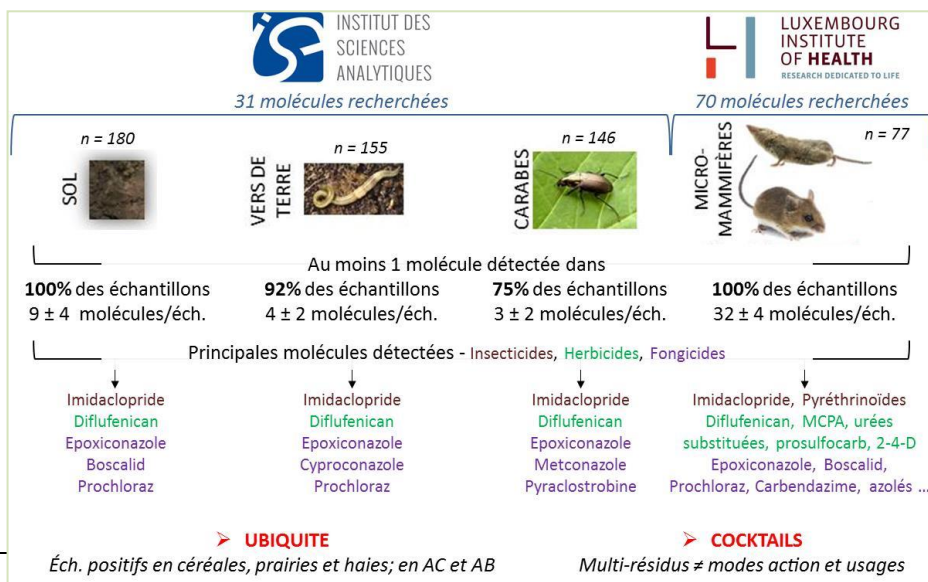 INSTITUT DES
SCIENCES
ANALYTIQUES
LUXEMBOURG
INSTITUTE
OF HEALTH
RESEARCH DEDICATED TO LIFE
31 molécules recherchées
70 molécules recherchées
SOL
n = 180
VERS DE
TERRE
n = 155
CARABES
n = 146
MICRO-
MAMMIFÈRES
n = 77
Au moins 1 molécule détectée dans
100% des échantillons
9 ± 4 molécules/éch.
92% des échantillons
4 ± 2 molécules/éch.
75% des échantillons
3 ± 2 molécules/éch.
100% des échantillons
32 ± 4 molécules/éch.
Principales molécules détectées - Insecticides, Herbicides, Fongicides
Imidaclopride
Diflufenican
Epoxiconazole
Boscalid
Prochloraz
Imidaclopride
Diflufenican
Epoxiconazole
Cyproconazole
Prochloraz
Imidaclopride
Diflufenican
Epoxiconazole
Metconazole
Pyraclostrobine
Imidaclopride, Pyréthrinoïdes
Diflufenican, MCPA, urées
substituées, prosulfocarb, 2-4-D
Epoxiconazole, Boscalid,
Prochloraz, Carbendazime, azolés ...
➢ UBIQUITE
Éch. positifs en céréales, prairies et haies; en AC et AB
➢ COCKTAILS
Multi-résidus ≠ modes action et usages